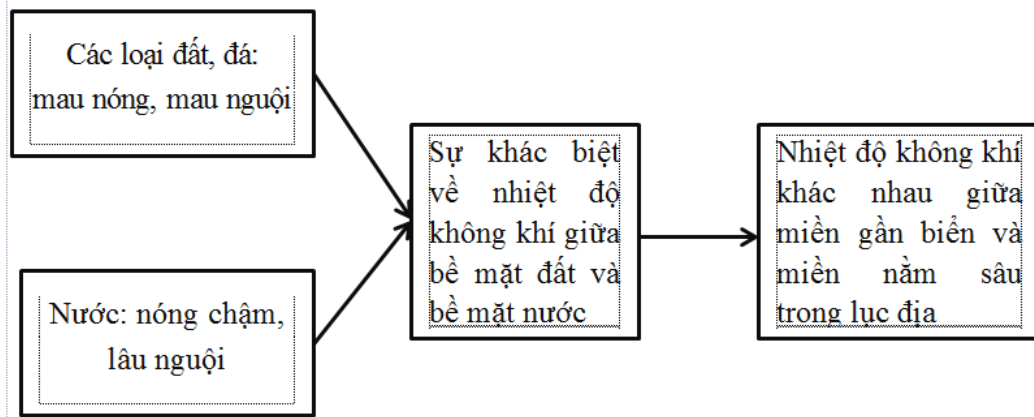 Các loại đất, đá:
mau nóng, mau nguội
Nước: nóng chậm,
lâu nguội
Sự khác biệt
về nhiệt độ
không khí giữa
bề mặt đất và
bề mặt nước
Nhiệt độ không khí
khác nhau giữa
miền gần biển và
miền nằm sâu
trong lục địa